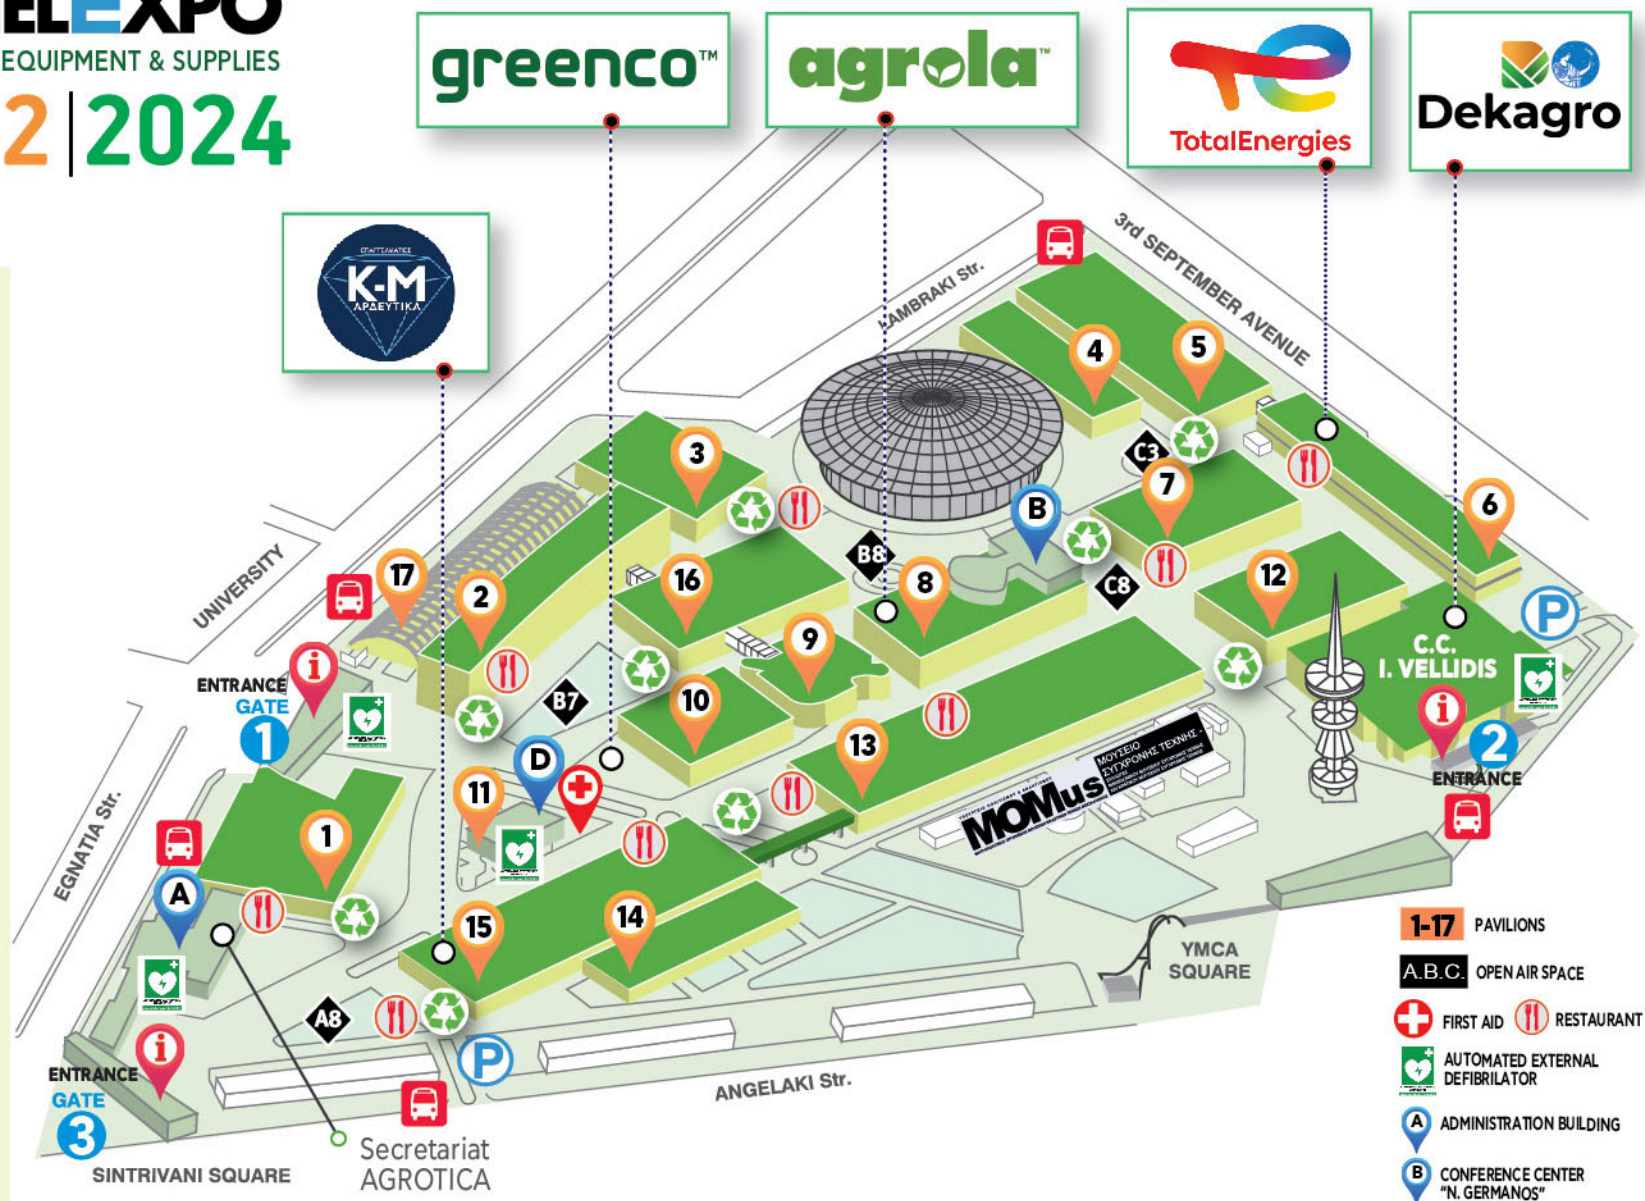 ELEXPO
EQUIPMENT & SUPPLIES
2 | 2024
greenco™
agrola™
TotalEnergies
Dekagro
ΕΠΑΓΓΕΛΜΑΤΙΕΣ
K-M
ΑΡΔΕΥΤΙΚΑ
3rd SEPTEMBER AVENUE
LAMBRAKI Str.
4
5
3
C3
7
6
B
UNIVERSITY
17
2
16
B8
8
C8
12
P
9
C.C.
I. VELLIDIS
ENTRANCE
GATE
1
i
B7
10
i
2
ENTRANCE
D
13
ΜΟΥΣΕΙΟ
ΣΥΓΧΡΟΝΗΣ ΤΕΧΝΗΣ -
MOMus
11
EGNATIA Str.
1
A
15
14
YMCA
SQUARE
A8
P
i
ENTRANCE
GATE
3
ANGELAKI Str.
SINTRIVANI SQUARE
Secretariat
AGROTICA
1-17 PAVILIONS
A.B.C. OPEN AIR SPACE
FIRST AID RESTAURANT
AUTOMATED EXTERNAL
DEFIBRILATOR
A ADMINISTRATION BUILDING
B CONFERENCE CENTER
"N. GERMANOS"